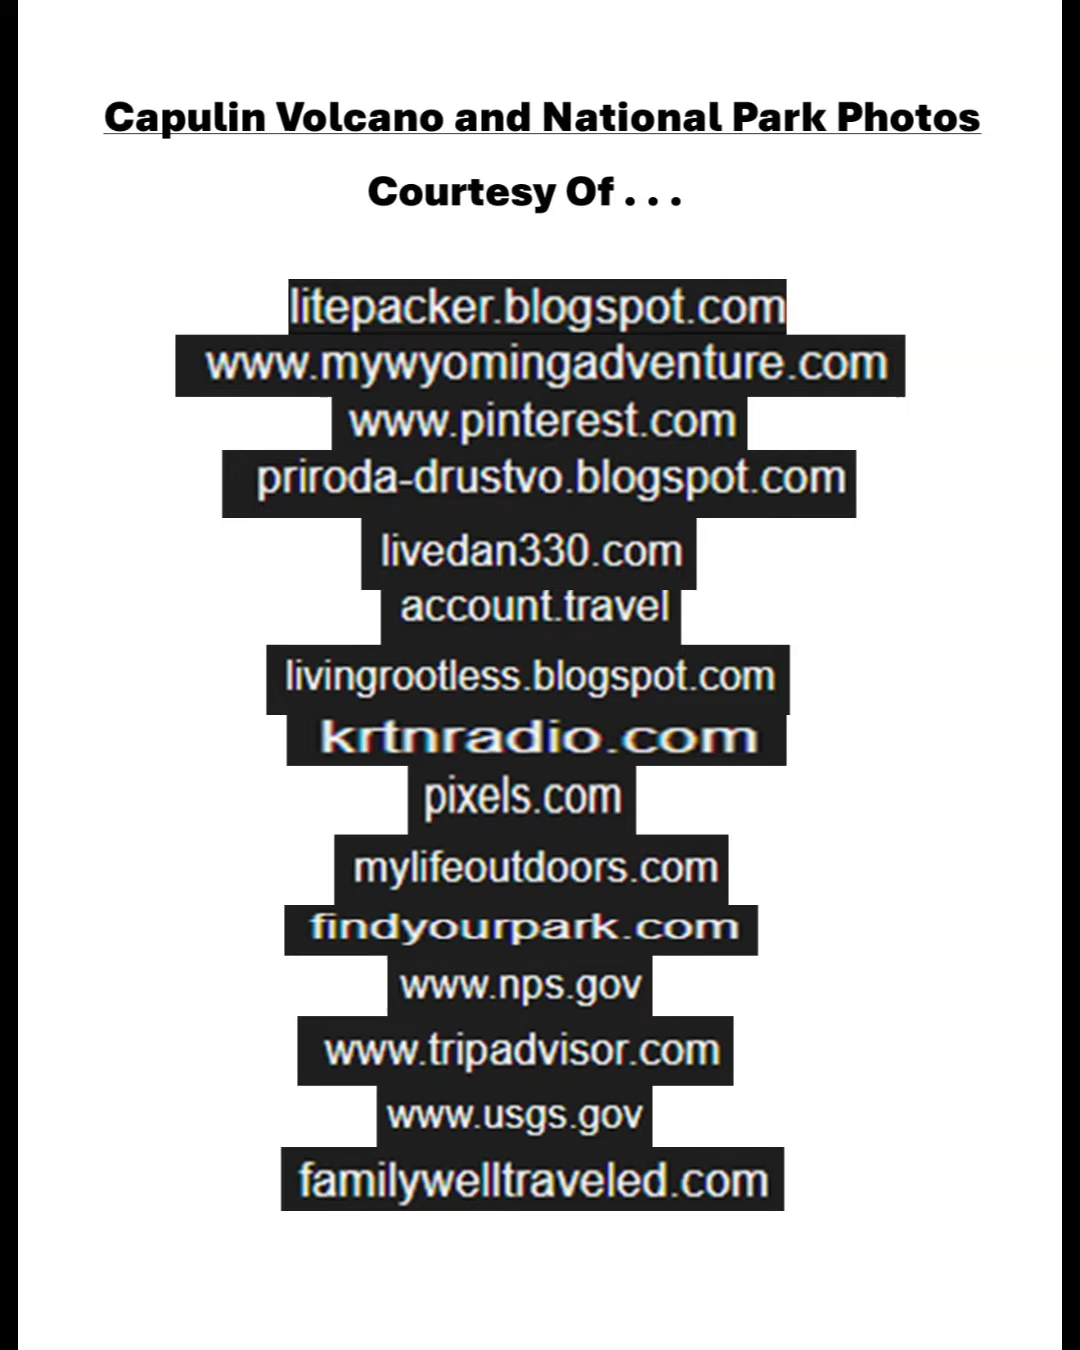 Capulin Volcano and National Park Photos
Courtesy Of . . .
litepacker.blogspot.com
www.mywyomingadventure.com
www.pinterest.com
priroda-drustvo.blogspot.com
livedan330.com
account.travel
livingrootless.blogspot.com
krtnradio.com
pixels.com
mylifeoutdoors.com
findyourpark.com
www.nps.gov
www.tripadvisor.com
www.usgs.gov
familywelltraveled.com